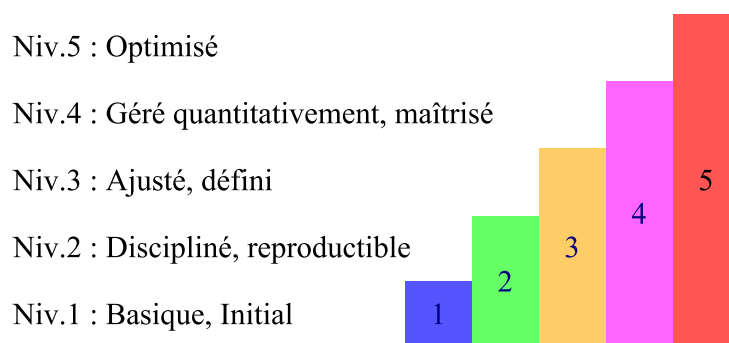 Niv.5 : Optimisé
Niv.4 : Géré quantitativement, maîtrisé
Niv.3 : Ajusté, défini
Niv.2 : Discipliné, reproductible
Niv.1 : Basique, Initial
1
2
3
4
5